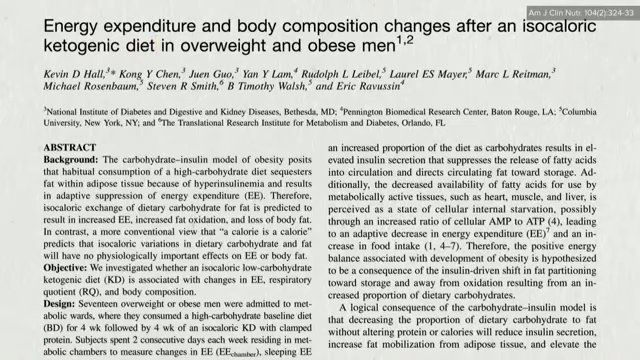 Am J Clin Nutr: 104(2):324-33
Energy expenditure and body composition changes after an isocaloric
ketogenic diet in overweight and obese men1,2
Kevin D Hall,3* Kong Y Chen,3 Juen Guo,3 Yan Y Lam,4 Rudolph L Leibel,5 Laurel ES Mayer,5 Marc L Reitman,3
Michael Rosenbaum,5 Steven R Smith,6 B Timothy Walsh,5 and Eric Ravussin4
3National Institute of Diabetes and Digestive and Kidney Diseases, Bethesda, MD; 4Pennington Biomedical Research Center, Baton Rouge, LA; 5Columbia
University, New York, NY; and 6The Translational Research Institute for Metabolism and Diabetes, Orlando, FL
ABSTRACT
Background: The carbohydrate–insulin model of obesity posits
that habitual consumption of a high-carbohydrate diet sequesters
fat within adipose tissue because of hyperinsulinemia and results
in adaptive suppression of energy expenditure (EE). Therefore,
isocaloric exchange of dietary carbohydrate for fat is predicted to
result in increased EE, increased fat oxidation, and loss of body fat.
In contrast, a more conventional view that “a calorie is a calorie”
predicts that isocaloric variations in dietary carbohydrate and fat
will have no physiologically important effects on EE or body fat.
Objective: We investigated whether an isocaloric low-carbohydrate
ketogenic diet (KD) is associated with changes in EE, respiratory
quotient (RQ), and body composition.
Design: Seventeen overweight or obese men were admitted to met-
abolic wards, where they consumed a high-carbohydrate baseline diet
(BD) for 4 wk followed by 4 wk of an isocaloric KD with clamped
protein. Subjects spent 2 consecutive days each week residing in met-
abolic chambers to measure changes in EE (EEchamber), sleeping EE
an increased proportion of the diet as carbohydrates results in el-
evated insulin secretion that suppresses the release of fatty acids
into circulation and directs circulating fat toward storage. Ad-
ditionally, the decreased availability of fatty acids for use by
metabolically active tissues, such as heart, muscle, and liver, is
perceived as a state of cellular internal starvation, possibly
through an increased ratio of cellular AMP to ATP (4), leading
to an adaptive decrease in energy expenditure (EE)7 and an in-
crease in food intake (1, 4–7). Therefore, the positive energy
balance associated with development of obesity is hypothesized
to be a consequence of the insulin-driven shift in fat partitioning
toward storage and away from oxidation resulting from an in-
creased proportion of dietary carbohydrates.
A logical consequence of the carbohydrate–insulin model is
that decreasing the proportion of dietary carbohydrate to fat
without altering protein or calories will reduce insulin secretion,
increase fat mobilization from adipose tissue, and elevate the